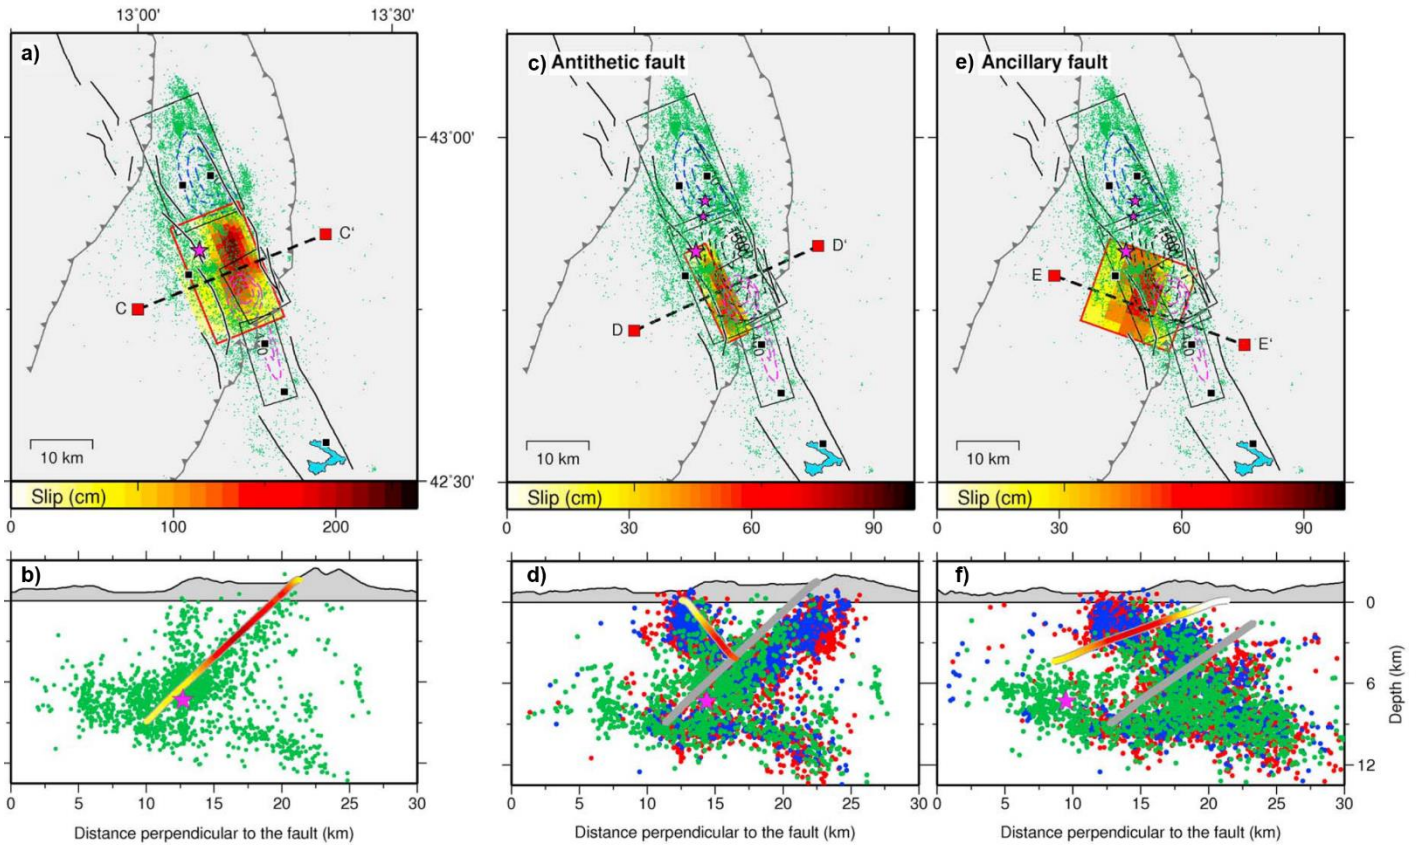 13°00'
13°30'
a)
c) Antithetic fault
e) Ancillary fault
43°00'
C'
D'
E
C
D
E'
10 km
10 km
10 km
42°30'
Slip (cm)
Slip (cm)
Slip (cm)
0
100
200
0
30
60
90
0
30
60
90
b)
d)
f)
0
6
12
Depth (km)
0
5
10
15
20
25
30
0
5
10
15
20
25
30
0
5
10
15
20
25
30
Distance perpendicular to the fault (km)
Distance perpendicular to the fault (km)
Distance perpendicular to the fault (km)